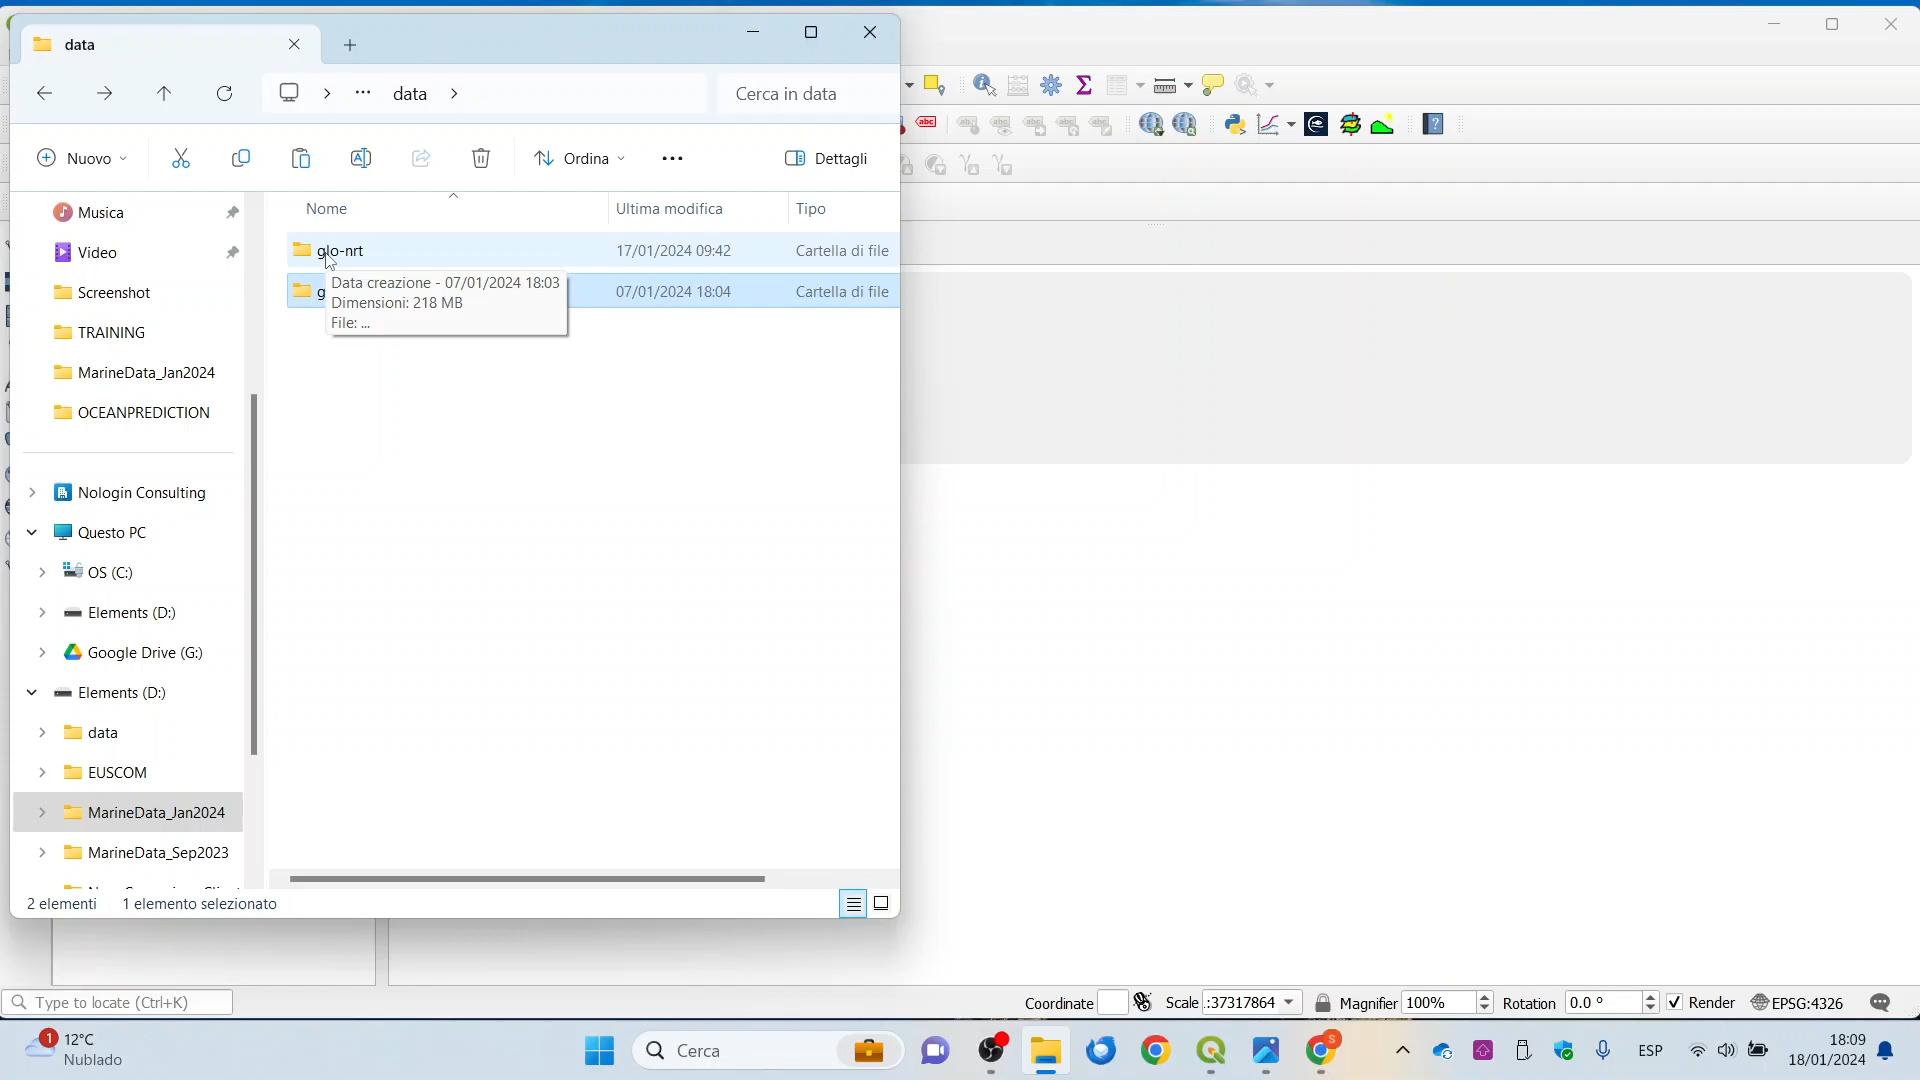 data
data
Cerca in data
Nuovo
Ordina
Dettagli
abc
Nome
Ultima modifica
Tipo
glo-nrt
17/01/2024 09:42
Cartella di file
g
07/01/2024 18:04
Cartella di file
Data creazione - 07/01/2024 18:03
Dimensioni: 218 MB
File: ...
Musica
Video
Screenshot
TRAINING
MarineData_Jan2024
OCEANPREDICTION
Nologin Consulting
Questo PC
OS (C:)
Elements (D:)
Google Drive (G:)
Elements (D:)
data
EUSCOM
MarineData_Jan2024
MarineData_Sep2023
2 elementi
1 elemento selezionato
Type to locate (Ctrl+K)
Coordinate
Scale
:37317864
Magnifier
100%
Rotation
0.0 °
Render
EPSG:4326
1
12°C
Nublado
Cerca
S
ESP
18:09
18/01/2024